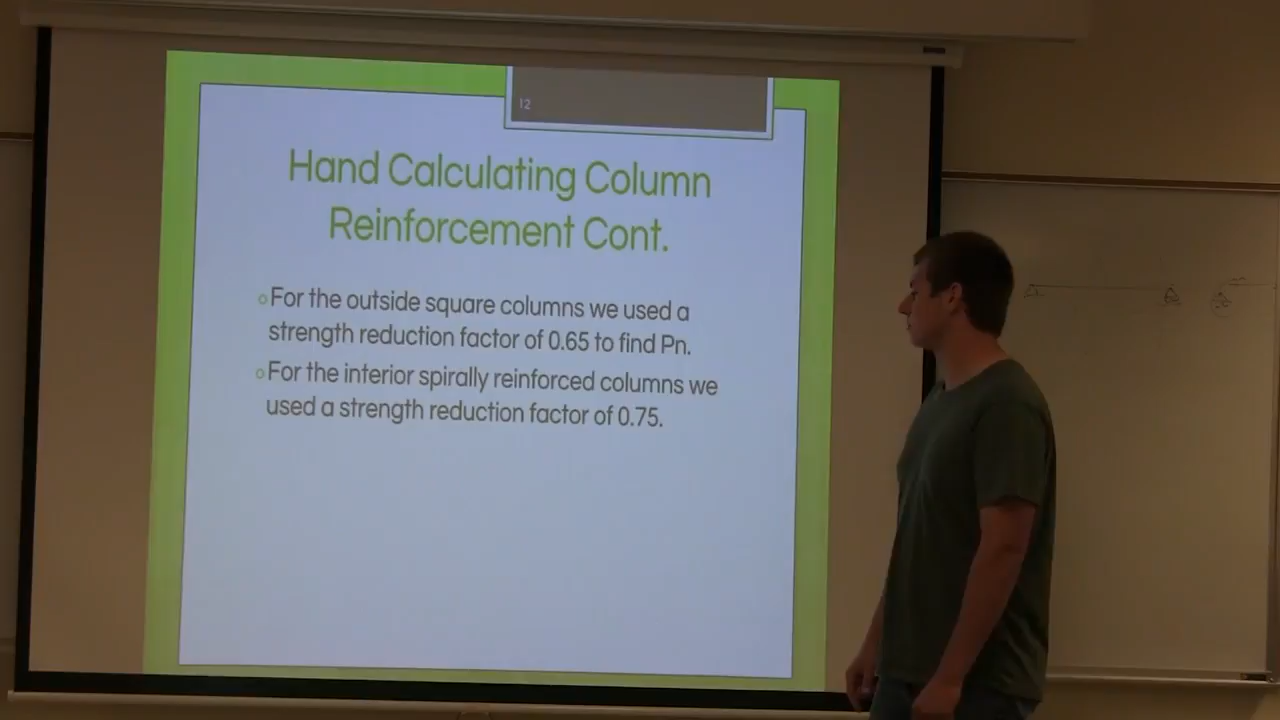 12
Hand Calculating Column
Reinforcement Cont.
For the outside square columns we used a
strength reduction factor of 0.65 to find Pn.
For the interior spirally reinforced columns we
used a strength reduction factor of 0.75.